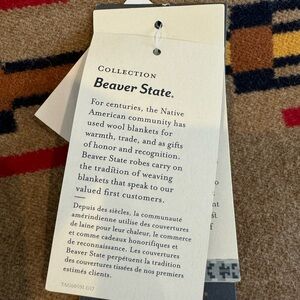 COLLECTION
Beaver State.
For centuries, the Native
American community has
used wool blankets for
warmth, trade, and as gifts
of honor and recognition.
Beaver State robes carry on
the tradition of weaving
blankets that speak to our
valued first customers.
Depuis des siècles, la communauté
amérindienne utilise des couvertures
de laine pour leur chaleur, le commerce
et comme cadeaux honorifiques et
de reconnaissance. Les couvertures
Beaver State perpétuent la tradition
des couvertures tissées de nos premiers
estimés clients.